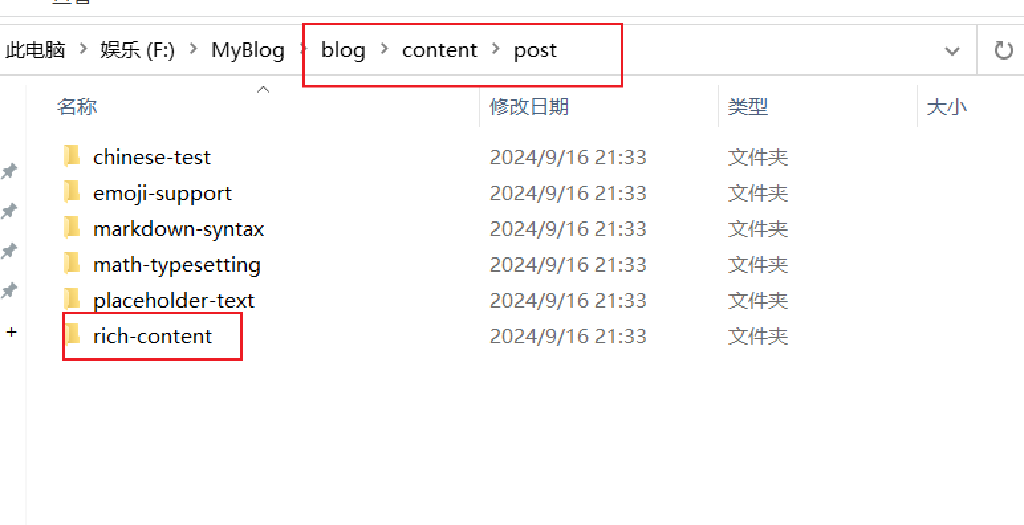 此电脑 > 娱乐 (F:) > MyBlog > blog > content > post
名称 修改日期 类型 大小
chinese-test 2024/9/16 21:33 文件夹
emoji-support 2024/9/16 21:33 文件夹
markdown-syntax 2024/9/16 21:33 文件夹
math-typesetting 2024/9/16 21:33 文件夹
placeholder-text 2024/9/16 21:33 文件夹
rich-content 2024/9/16 21:33 文件夹